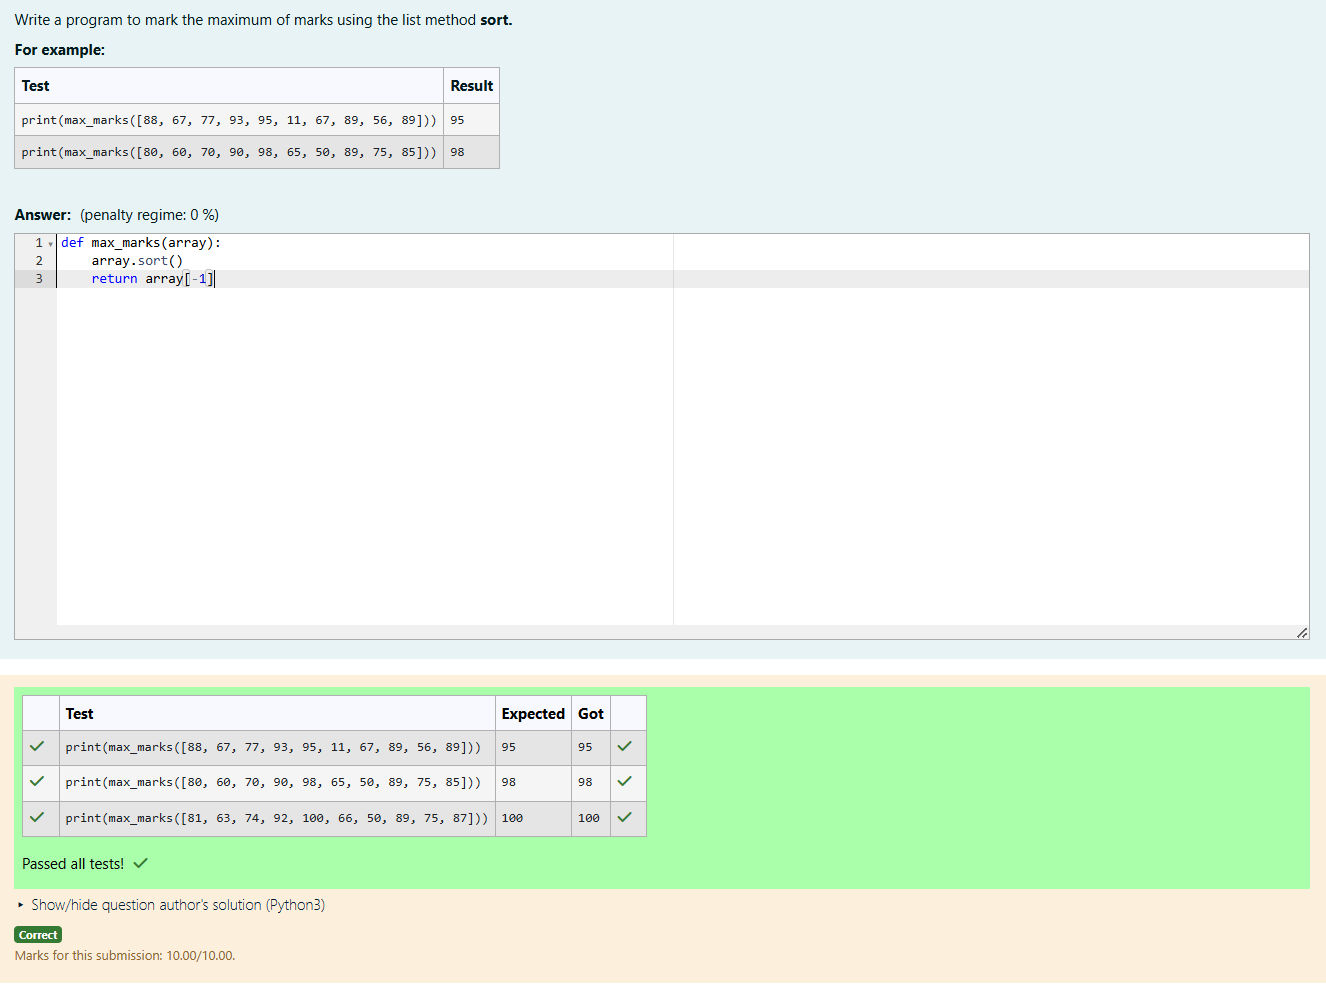 Write a program to mark the maximum of marks using the list method sort.
For example:
Test Result
print(max_marks([88, 67, 77, 93, 95, 11, 67, 89, 56, 89])) 95
print(max_marks([80, 60, 70, 90, 98, 65, 50, 89, 75, 85])) 98
Answer: (penalty regime: 0 %)
1 def max_marks(array):
2     array.sort()
3     return array[-1]
Test Expected Got
print(max_marks([88, 67, 77, 93, 95, 11, 67, 89, 56, 89])) 95 95
print(max_marks([80, 60, 70, 90, 98, 65, 50, 89, 75, 85])) 98 98
print(max_marks([81, 63, 74, 92, 100, 66, 50, 89, 75, 87])) 100 100
Passed all tests!
Show/hide question author's solution (Python3)
Correct
Marks for this submission: 10.00/10.00.